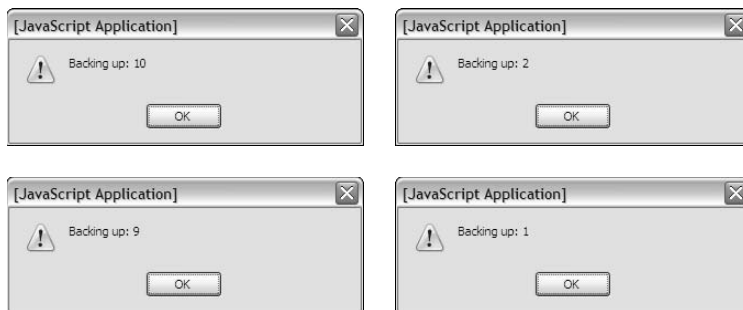 [JavaScript Application]
Backing up: 10
OK
[JavaScript Application]
Backing up: 2
OK
[JavaScript Application]
Backing up: 9
OK
[JavaScript Application]
Backing up: 1
OK